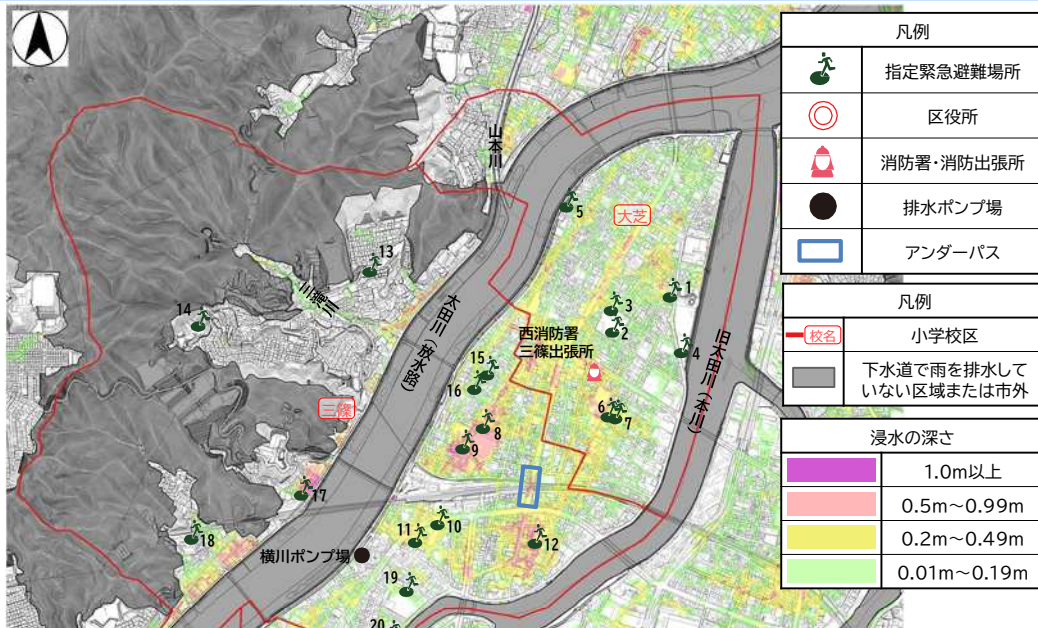 山本川
5
大芝
13
三滝川
1
3
2
14
太田川（放水路）
西消防署
三篠出張所
4
旧太田川（本川）
15
16
三篠
6
7
8
9
17
11
10
18
12
横川ポンプ場
19
20
凡例
指定緊急避難場所
区役所
消防署・消防出張所
排水ポンプ場
アンダーパス
凡例
校名
小学校区
下水道で雨を排水して
いない区域または市外
浸水の深さ
1.0m以上
0.5m～0.99m
0.2m～0.49m
0.01m～0.19m